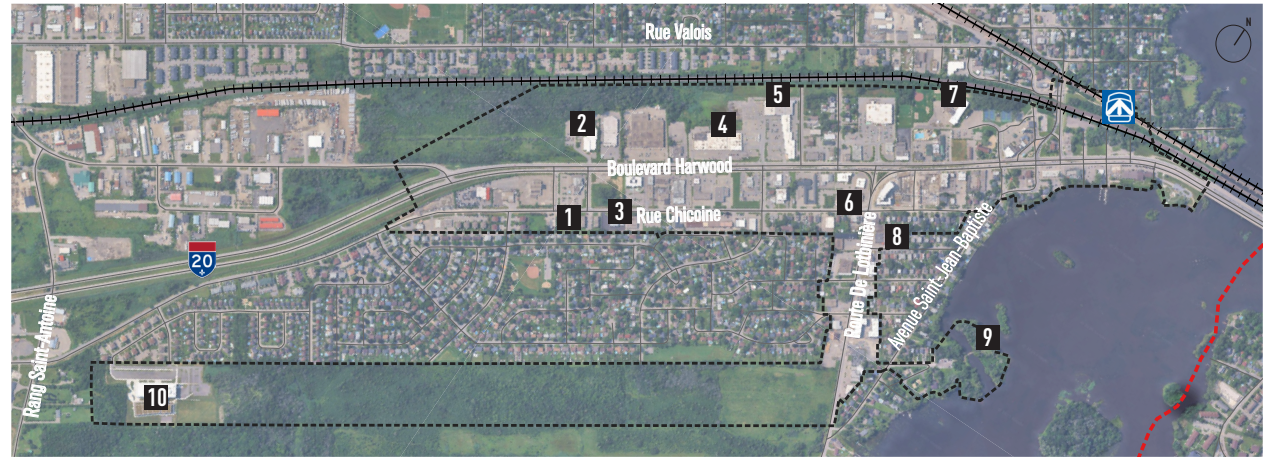 Rue Valois
N
5
7
2
4
Boulevard Harwood
1
3
Rue Chicoine
6
8
20
Route De Lotbinière
Avenue Saint-Jean-Baptiste
Rang Saint-Antoine
9
10